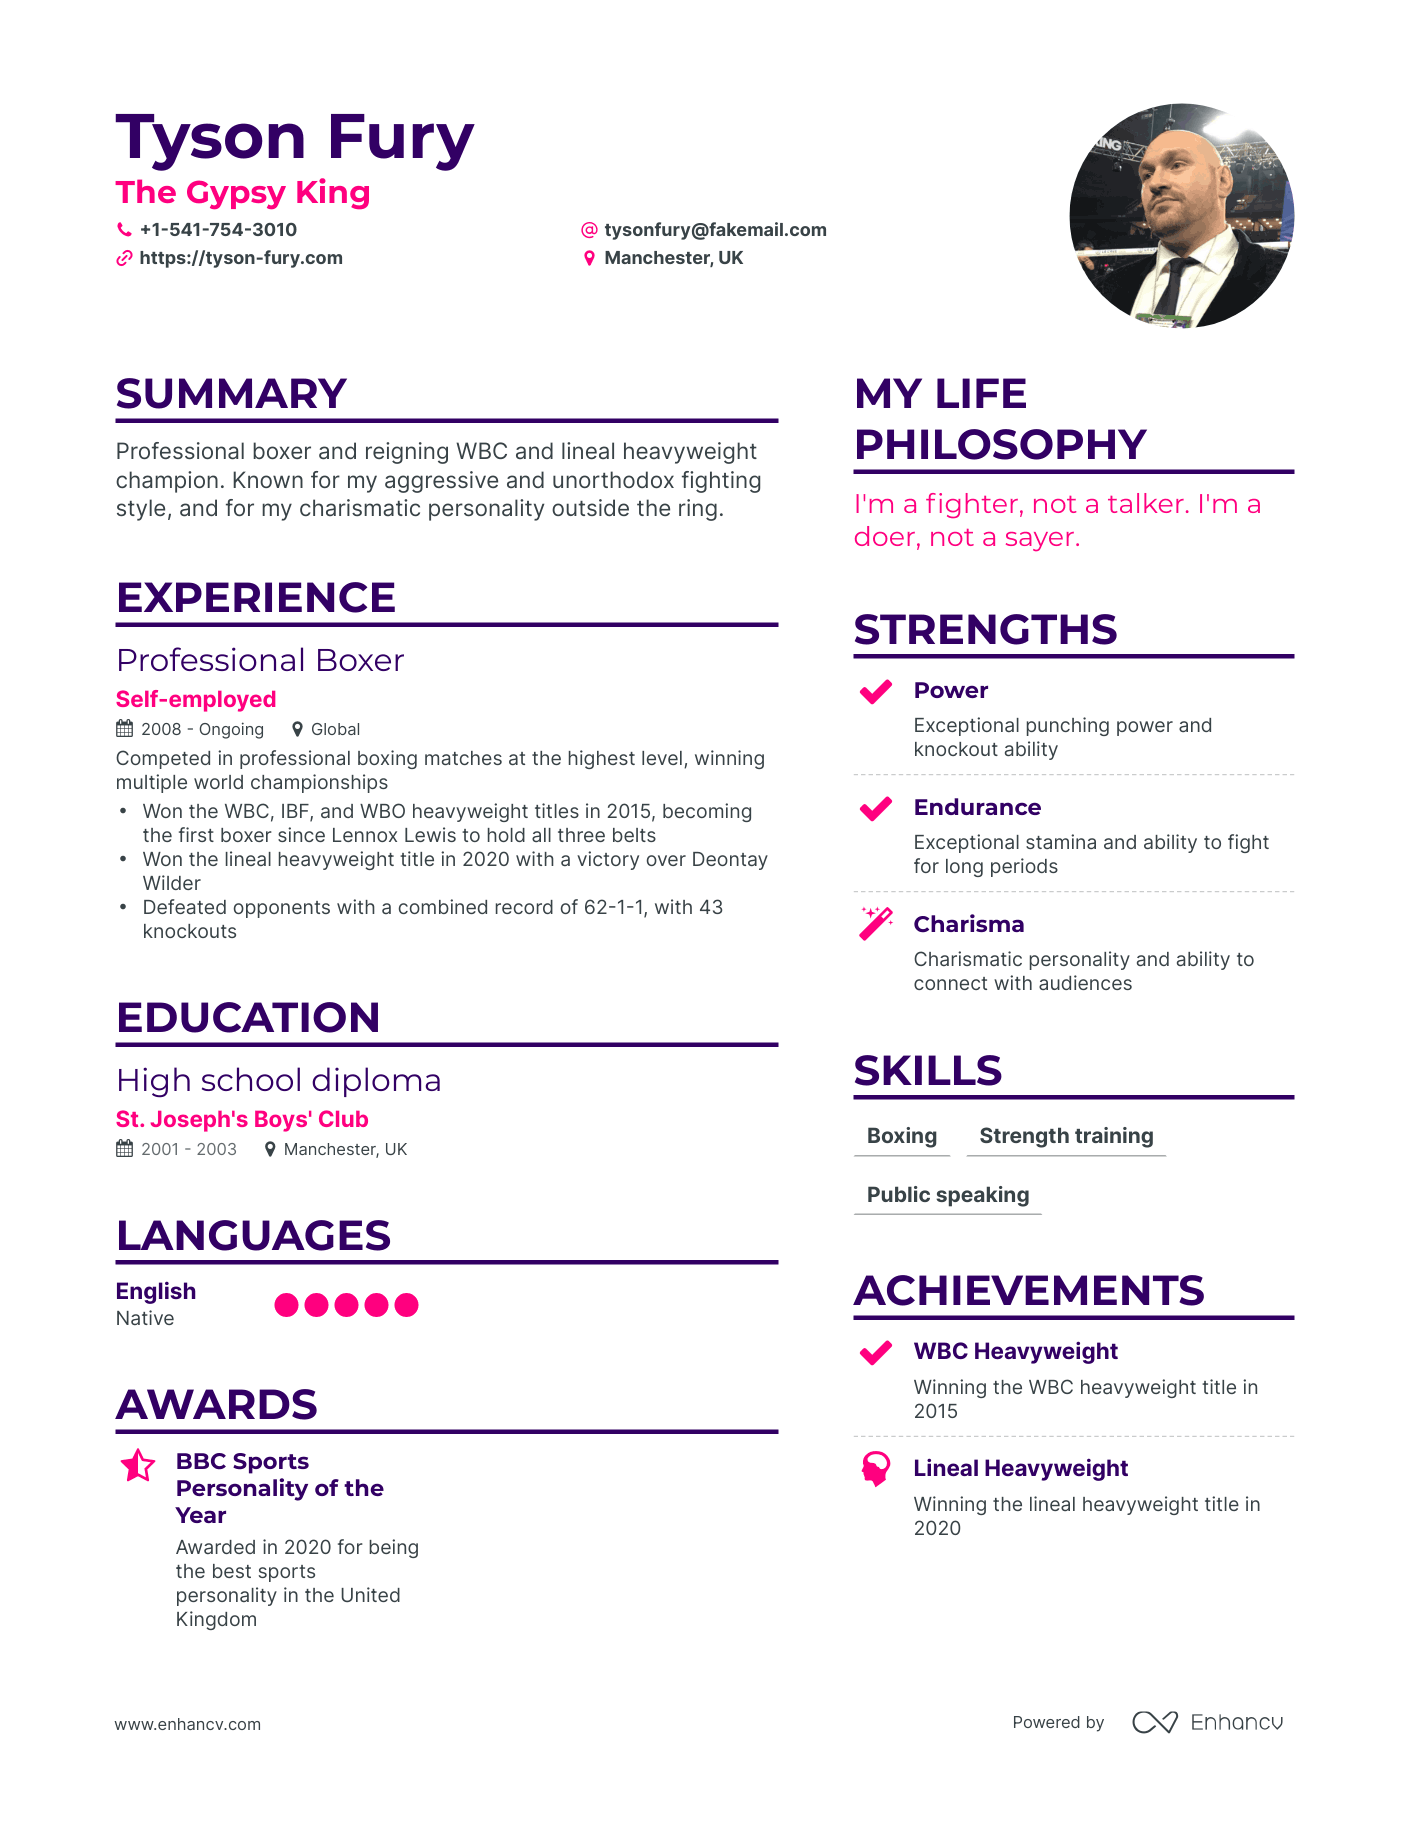 Tyson Fury
The Gypsy King
+1-541-754-3010
tysonfury@fakemail.com
https://tyson-fury.com
Manchester, UK
SUMMARY
Professional boxer and reigning WBC and lineal heavyweight
champion. Known for my aggressive and unorthodox fighting
style, and for my charismatic personality outside the ring.
EXPERIENCE
Professional Boxer
Self-employed
2008 - Ongoing
Global
Competed in professional boxing matches at the highest level, winning
multiple world championships
• Won the WBC, IBF, and WBO heavyweight titles in 2015, becoming
the first boxer since Lennox Lewis to hold all three belts
• Won the lineal heavyweight title in 2020 with a victory over Deontay
Wilder
• Defeated opponents with a combined record of 62-1-1, with 43
knockouts
EDUCATION
High school diploma
St. Joseph's Boys' Club
2001 - 2003
Manchester, UK
LANGUAGES
English
Native
AWARDS
BBC Sports
Personality of the
Year
Awarded in 2020 for being
the best sports
personality in the United
Kingdom
MY LIFE
PHILOSOPHY
I'm a fighter, not a talker. I'm a
doer, not a sayer.
STRENGTHS
Power
Exceptional punching power and
knockout ability
Endurance
Exceptional stamina and ability to fight
for long periods
Charisma
Charismatic personality and ability to
connect with audiences
SKILLS
Boxing
Strength training
Public speaking
ACHIEVEMENTS
WBC Heavyweight
Winning the WBC heavyweight title in
2015
Lineal Heavyweight
Winning the lineal heavyweight title in
2020
www.enhancv.com
Powered by
Enhancv